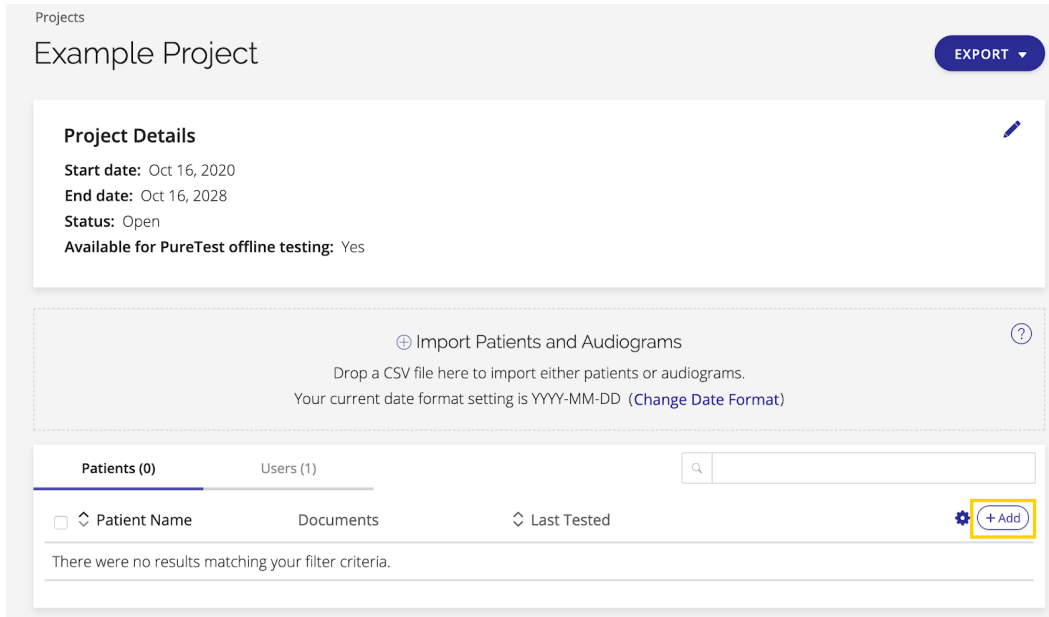 Projects
Example Project
EXPORT
Project Details
Start date: Oct 16, 2020
End date: Oct 16, 2028
Status: Open
Available for PureTest offline testing: Yes
Import Patients and Audiograms
?
Drop a CSV file here to import either patients or audiograms.
Your current date format setting is YYYY-MM-DD (Change Date Format)
Patients (0) Users (1)
Patient Name Documents Last Tested + Add
There were no results matching your filter criteria.